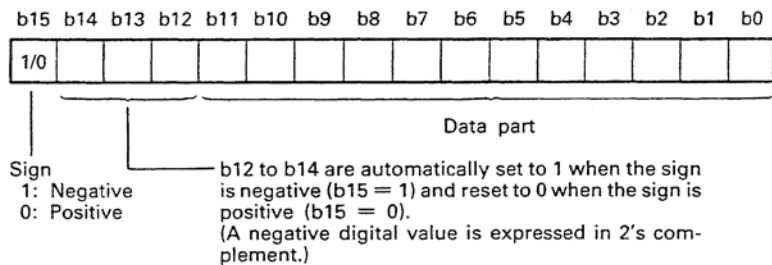 b15 b14 b13 b12 b11 b10 b9 b8 b7 b6 b5 b4 b3 b2 b1 b0
1/0
Data part
Sign
1: Negative
0: Positive
b12 to b14 are automatically set to 1 when the sign
is negative (b15 = 1) and reset to 0 when the sign is
positive (b15 = 0).
(A negative digital value is expressed in 2's com-
plement.)